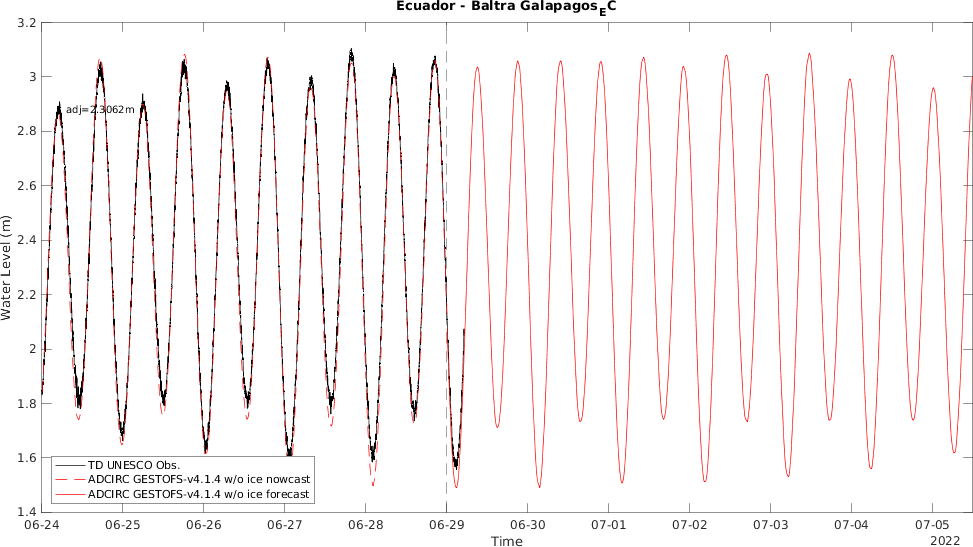 Ecuador - Baltra Galapagos_EC
3.2
3
2.8
2.6
2.4
2.2
2
1.8
1.6
1.4
Water Level (m)
adj=2.3062m
TD UNESCO Obs.
ADCIRC GESTOFS-v4.1.4 w/o ice nowcast
ADCIRC GESTOFS-v4.1.4 w/o ice forecast
06-24 06-25 06-26 06-27 06-28 06-29 06-30 07-01 07-02 07-03 07-04 07-05
Time
2022